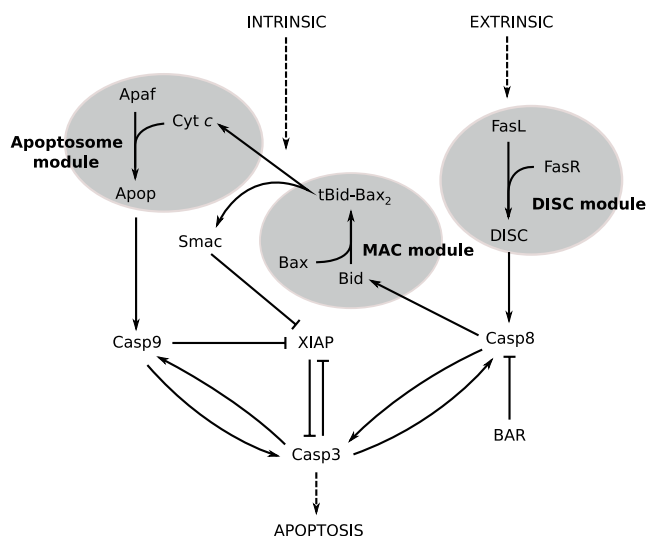 INTRINSIC
EXTRINSIC
Apaf
Cyt c
Apoptosome
module
Apop
FasL
FasR
DISC module
DISC
tBid-Bax₂
Smac
MAC module
Bax
Bid
Casp9
XIAP
Casp8
BAR
Casp3
APOPTOSIS